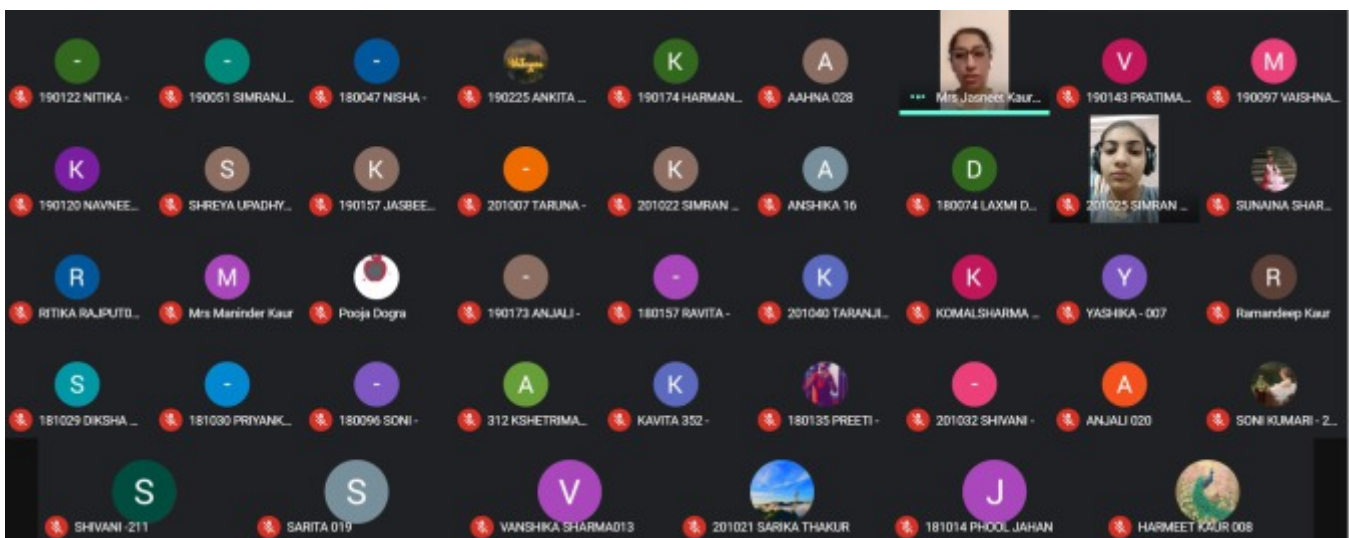 -
-
-
K
A
V
M
190122 NITIKA -
190051 SIMRANJ...
180047 NISHA -
190225 ANKITA ...
190174 HARMAN...
AAHNA 028
Mrs Jasneet Kaur...
190143 PRATIMA...
190097 VAISHNA...
K
S
K
-
K
A
D
190120 NAVNEE...
SHREYA UPADHY...
190157 JASBEE...
201007 TARUNA -
201022 SIMRAN ...
ANSHIKA 16
180074 LAXMI D...
201025 SIMRAN ...
SUNAINA SHAR...
R
M
-
-
K
K
Y
R
RITIKA RAJPUT0...
Mrs Maninder Kaur
Pooja Dogra
190173 ANJALI -
180157 RAVITA -
201040 TARANJI...
KOMALSHARMA ...
YASHIKA - 007
Ramandeep Kaur
S
-
-
A
K
-
A
181029 DIKSHA ...
181030 PRIYANK...
180096 SONI -
312 KSHETRIMA...
KAVITA 352 -
180135 PREETI -
201032 SHIVANI -
ANJALI 020
SONI KUMARI - 2...
S
S
V
J
SHIVANI -211
SARITA 019
VANSHIKA SHARMA013
201021 SARIKA THAKUR
181014 PHOOL JAHAN
HARMEET KAUR 008